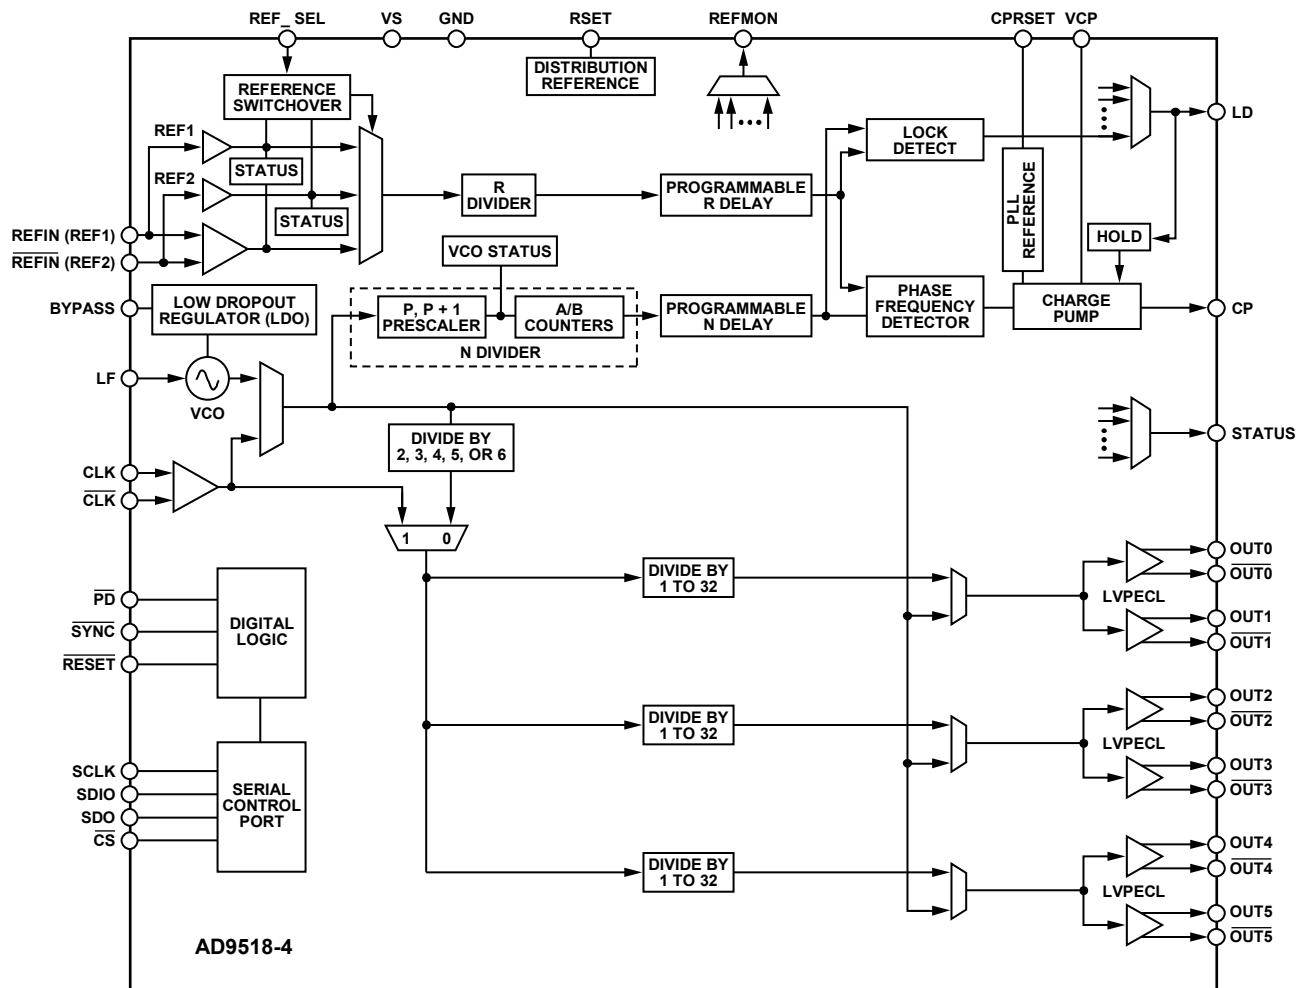 REF_SEL VS GND RSET REFMON CPRSET VCP
DISTRIBUTION
REFERENCE
REFERENCE
SWITCHOVER
REF1
STATUS
REF2
STATUS
REFIN (REF1)
REFIN (REF2)
BYPASS
LOW DROPOUT
REGULATOR (LDO)
LF
VCO
CLK
CLK
R
DIVIDER
VCO STATUS
P, P + 1
PRESCALER
A/B
COUNTERS
N DIVIDER
PROGRAMMABLE
R DELAY
PROGRAMMABLE
N DELAY
LOCK
DETECT
PHASE
FREQUENCY
DETECTOR
PLL
REFERENCE
HOLD
CHARGE
PUMP
LD
CP
STATUS
DIVIDE BY
2, 3, 4, 5, OR 6
1 0
PD
SYNC
RESET
DIGITAL
LOGIC
SCLK
SDIO
SDO
CS
SERIAL
CONTROL
PORT
DIVIDE BY
1 TO 32
LVPECL
OUT0
OUT0
OUT1
OUT1
DIVIDE BY
1 TO 32
LVPECL
OUT2
OUT2
OUT3
OUT3
DIVIDE BY
1 TO 32
LVPECL
OUT4
OUT4
OUT5
OUT5
AD9518-4